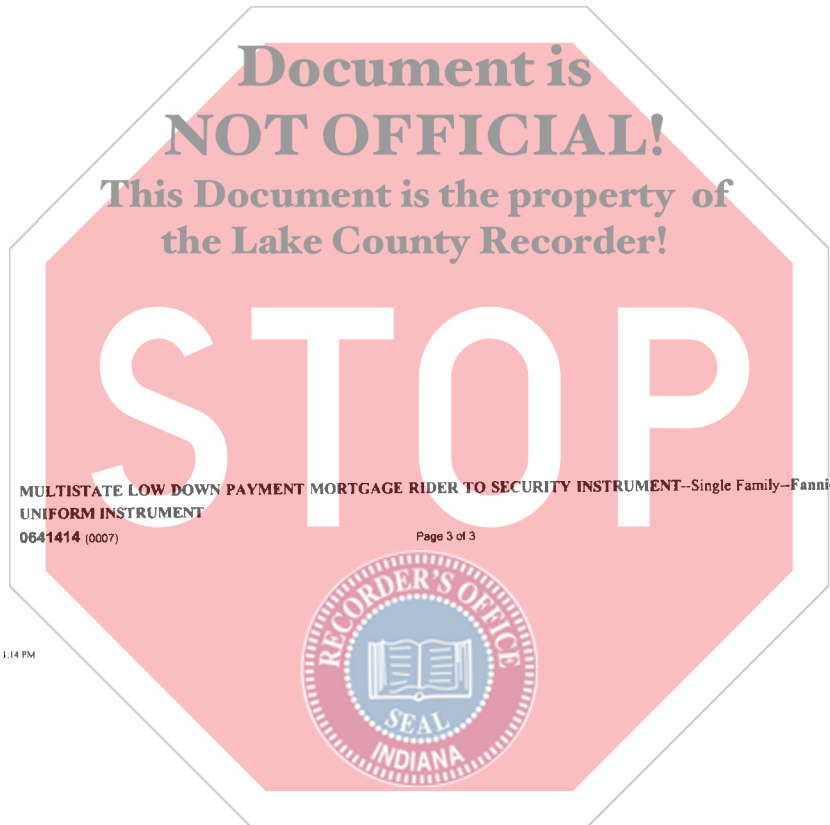 Document is
NOT OFFICIAL!
This Document is the property of
the Lake County Recorder!
STOP
MULTISTATE LOW DOWN PAYMENT MORTGAGE RIDER TO SECURITY INSTRUMENT--Single Family--Fanni
UNIFORM INSTRUMENT
0641414 (0007) Page 3 of 3
RECORDER'S OFFICE
SEAL
INDIANA
:14 PM